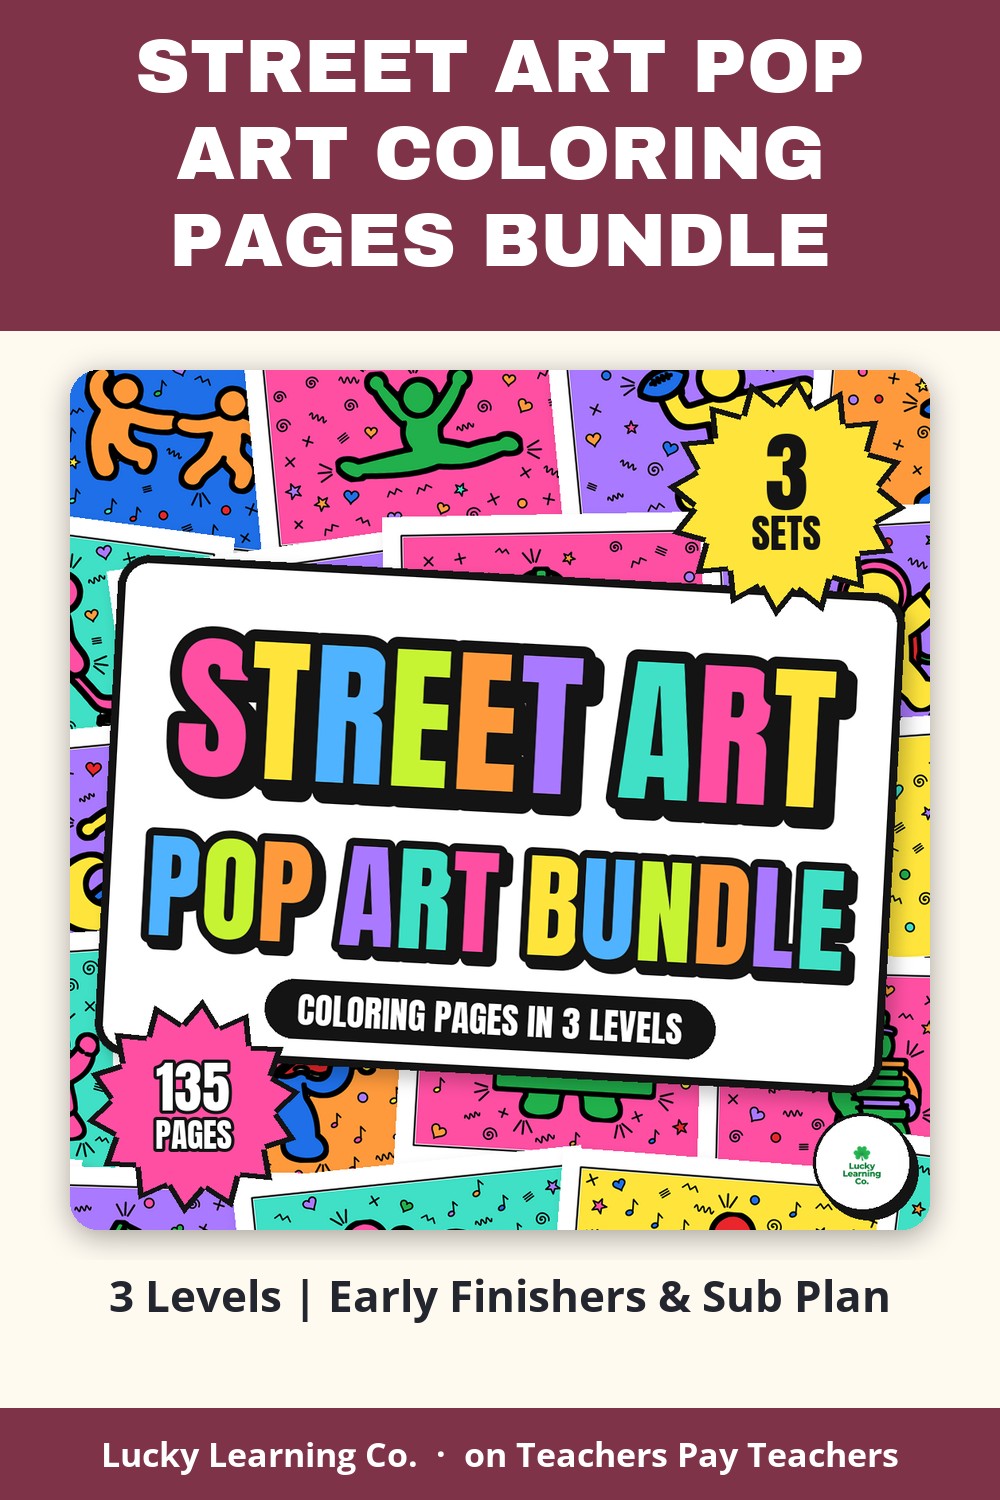 STREET ART POP
ART COLORING
PAGES BUNDLE
3
SETS
STREET ART
POP ART BUNDLE
COLORING PAGES IN 3 LEVELS
135
PAGES
Lucky
Learning
Co.
3 Levels | Early Finishers & Sub Plan
Lucky Learning Co. · on Teachers Pay Teachers